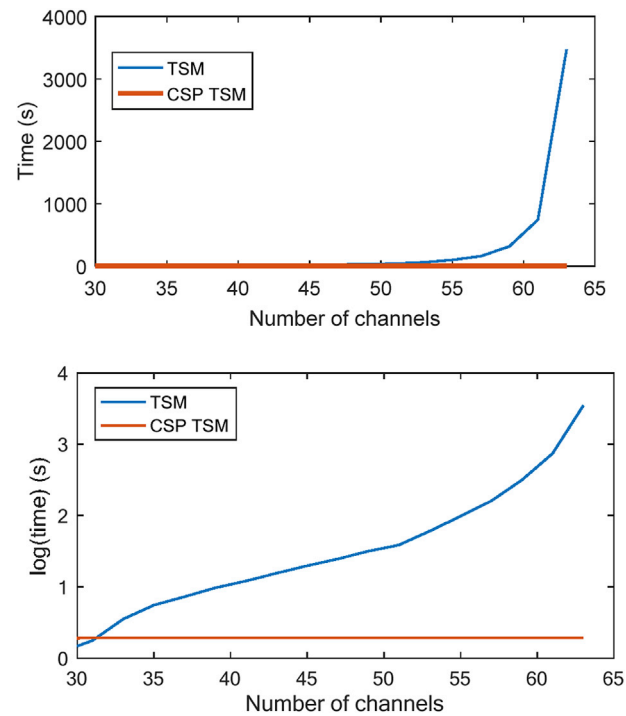 4000
3000
2000
1000
0
Time (s)
TSM
CSP TSM
30 35 40 45 50 55 60 65
Number of channels
4
3
2
1
0
log(time) (s)
TSM
CSP TSM
30 35 40 45 50 55 60 65
Number of channels